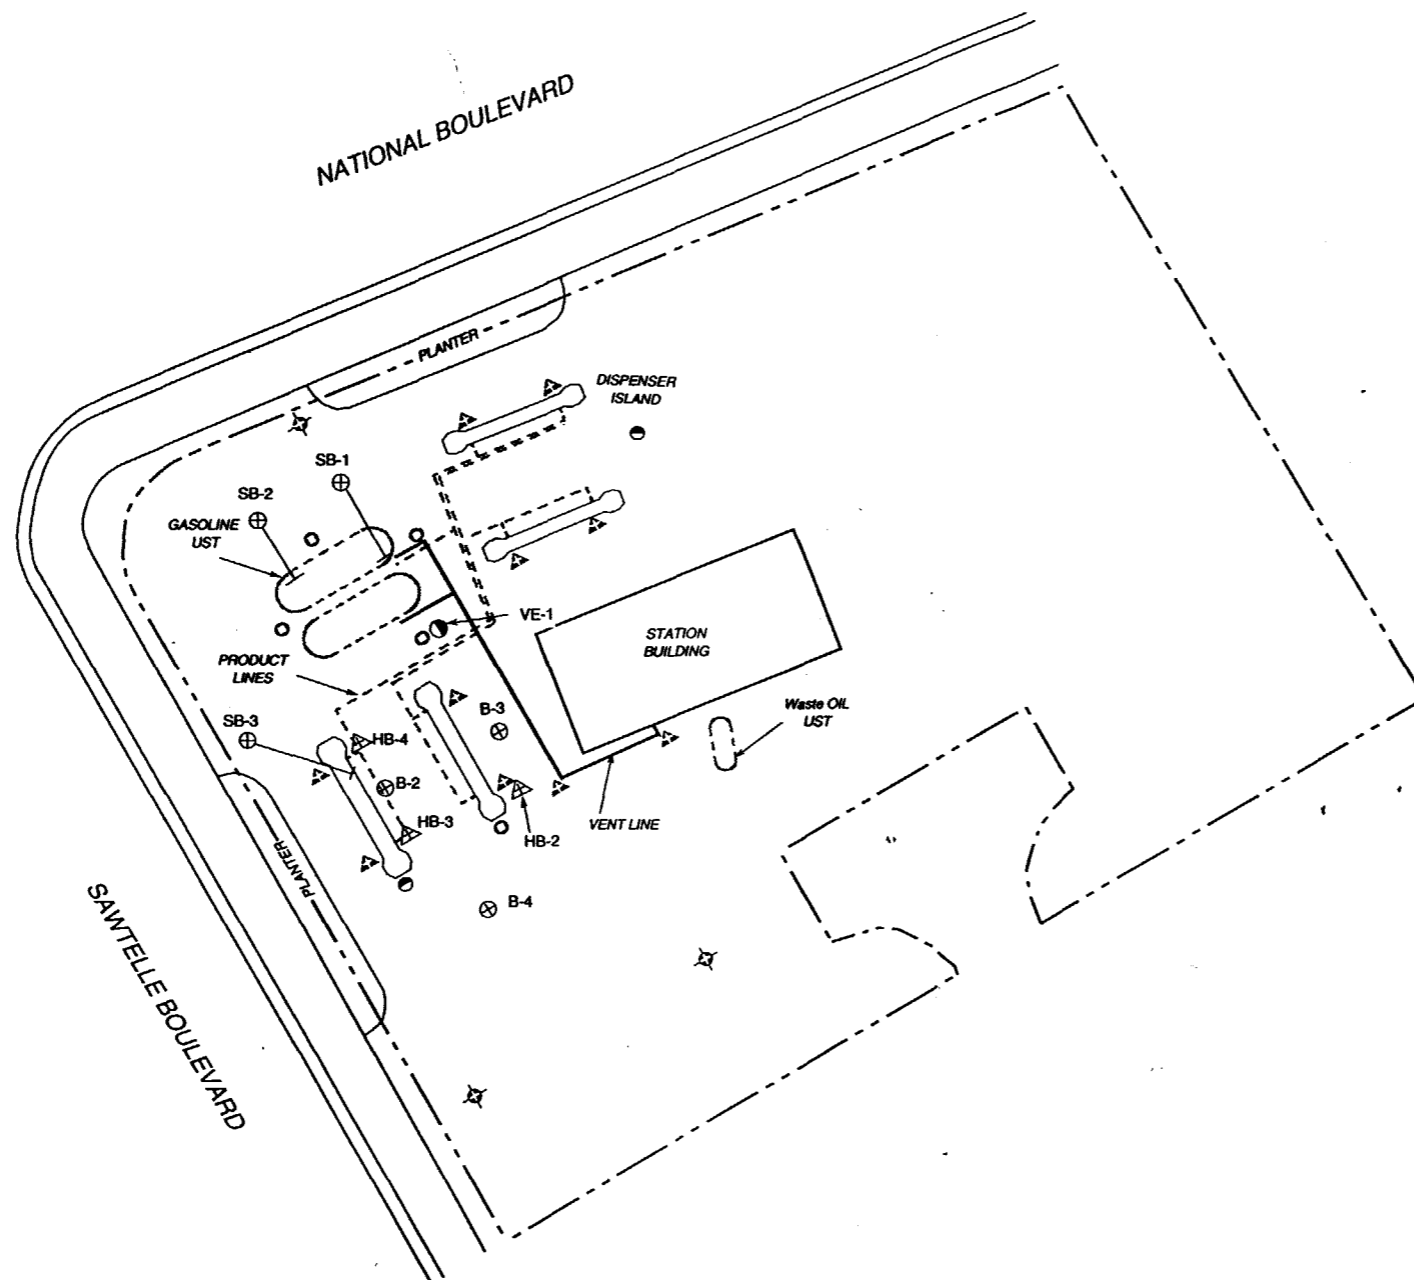 NATIONAL BOULEVARD
PLANTER
DISPENSER
ISLAND
SB-1
SB-2
GASOLINE
UST
VE-1
STATION
BUILDING
PRODUCT
LINES
B-3
Waste OIL
UST
SB-3
HB-4
B-2
HB-3
HB-2
VENT LINE
PLANTER
B-4
SAWTELLE BOULEVARD